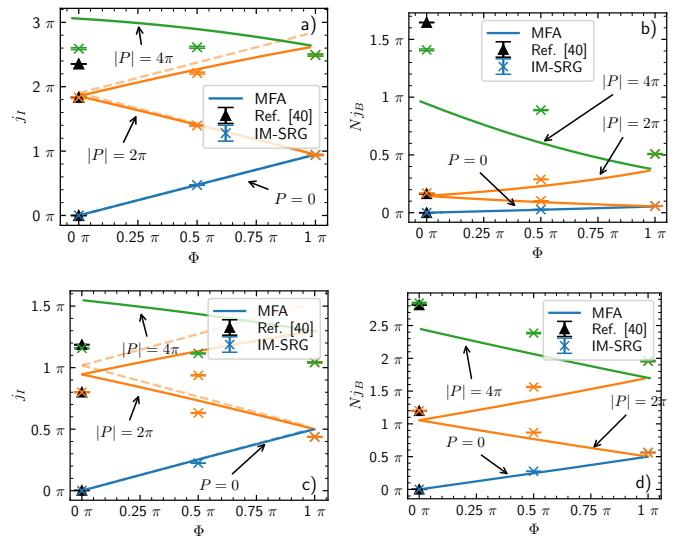 a)
3 π
2 π
1 π
0 π
j_I
|P| = 4π
|P| = 2π
P = 0
MFA
Ref. [40]
IM-SRG
0 π
0.25 π
0.5 π
0.75 π
1 π
Φ
b)
1.5 π
1 π
0.5 π
0 π
Nj_B
MFA
Ref. [40]
IM-SRG
|P| = 4π
|P| = 2π
P = 0
0 π
0.25 π
0.5 π
0.75 π
1 π
Φ
1.5 π
1 π
0.5 π
0 π
j_I
MFA
Ref. [40]
IM-SRG
|P| = 4π
|P| = 2π
P = 0
c)
0 π
0.25 π
0.5 π
0.75 π
1 π
Φ
2.5 π
2 π
1.5 π
1 π
0.5 π
0 π
Nj_B
MFA
Ref. [40]
IM-SRG
|P| = 4π
|P| = 2π
P = 0
d)
0 π
0.25 π
0.5 π
0.75 π
1 π
Φ